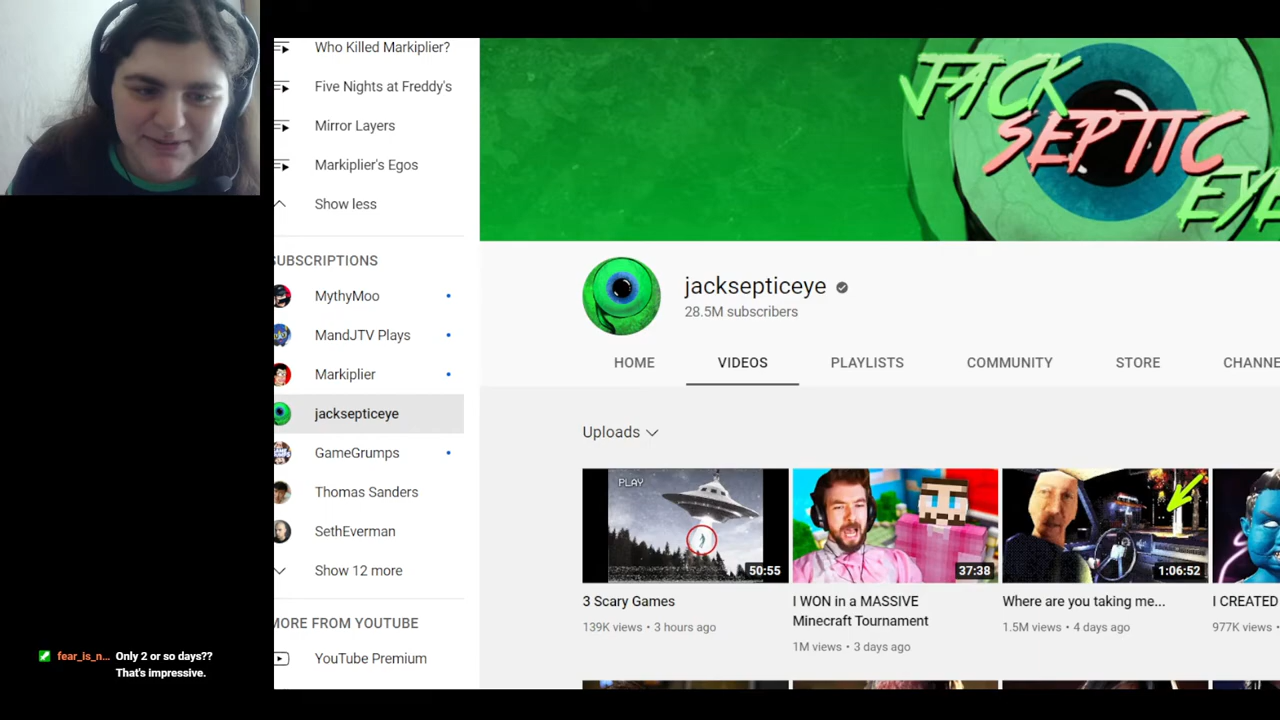 Who Killed Markiplier?
Five Nights at Freddy's
Mirror Layers
Markiplier's Egos
Show less
SUBSCRIPTIONS
MythyMoo
MandJTV Plays
Markiplier
jacksepticeye
GameGrumps
Thomas Sanders
SethEverman
Show 12 more
MORE FROM YOUTUBE
YouTube Premium
JACK
SEPTIC
EYE
jacksepticeye
28.5M subscribers
HOME VIDEOS PLAYLISTS COMMUNITY STORE CHANNE
Uploads
PLAY
50:55
37:38
1:06:52
3 Scary Games
139K views • 3 hours ago
I WON in a MASSIVE
Minecraft Tournament
1M views • 3 days ago
Where are you taking me...
1.5M views • 4 days ago
I CREATED
977K views •
fear_is_n... Only 2 or so days??
That's impressive.